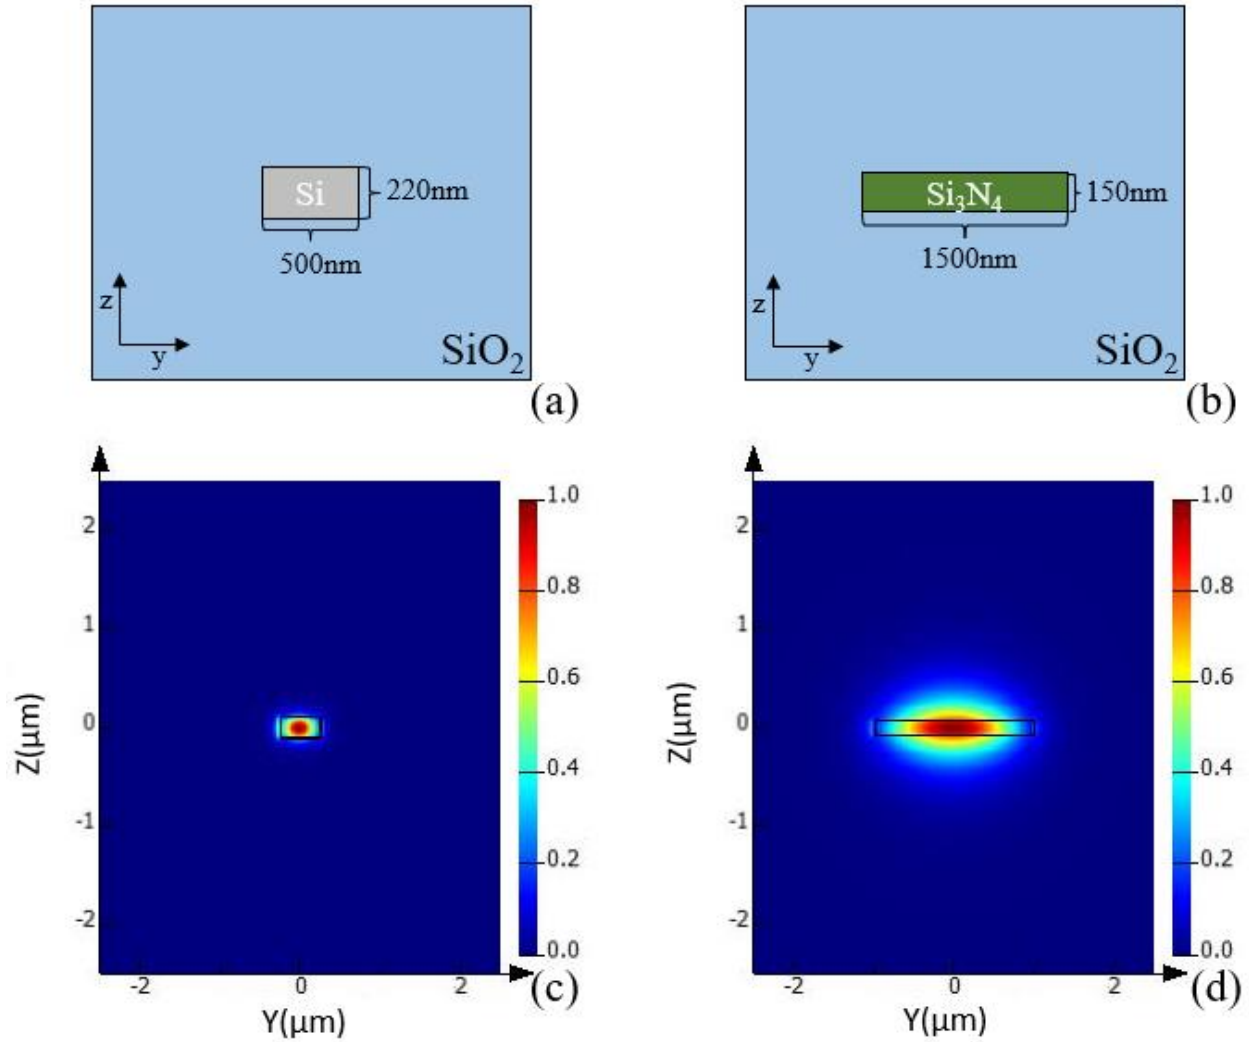 Si
220nm
500nm
z
y
SiO₂
(a)
Si₃N₄
150nm
1500nm
z
y
SiO₂
(b)
2
1
0
-1
-2
Z(μm)
-2
0
2
Y(μm)
1.0
0.8
0.6
0.4
0.2
0.0
(c)
2
1
0
-1
-2
Z(μm)
-2
0
2
Y(μm)
1.0
0.8
0.6
0.4
0.2
0.0
(d)